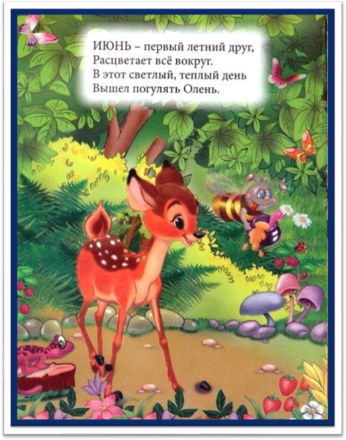 ИЮНЬ – первый летний друг,
Расцветает всё вокруг.
В этот светлый, теплый день
Вышел погулять Олень.